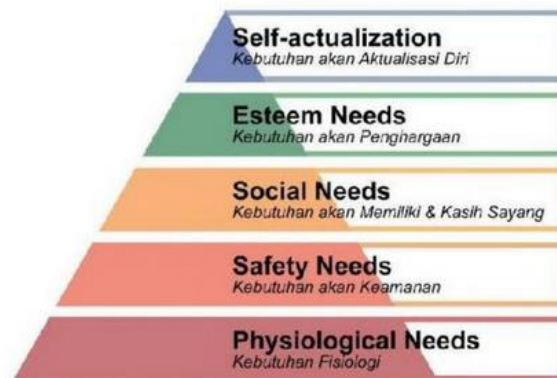 Self-actualization
Kebutuhan akan Aktualisasi Diri
Esteem Needs
Kebutuhan akan Penghargaan
Social Needs
Kebutuhan akan Memiliki & Kasih Sayang
Safety Needs
Kebutuhan akan Keamanan
Physiological Needs
Kebutuhan Fisiologi